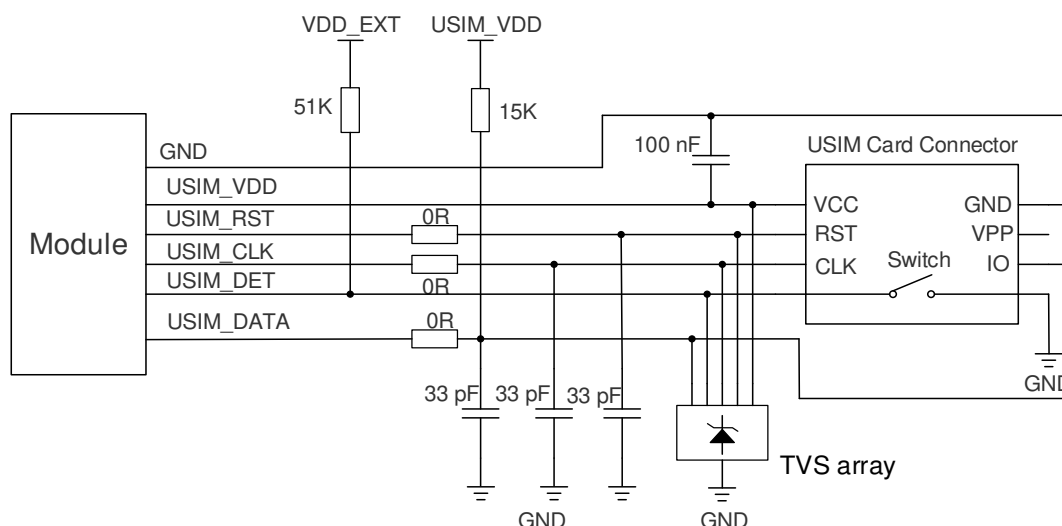 VDD_EXT USIM_VDD
51K 15K
GND
100 nF
USIM Card Connector
USIM_VDD
VCC GND
USIM_RST 0R
RST VPP
Module
USIM_CLK
CLK Switch IO
USIM_DET 0R
USIM_DATA 0R
GND
33 pF 33 pF 33 pF
TVS array
GND GND